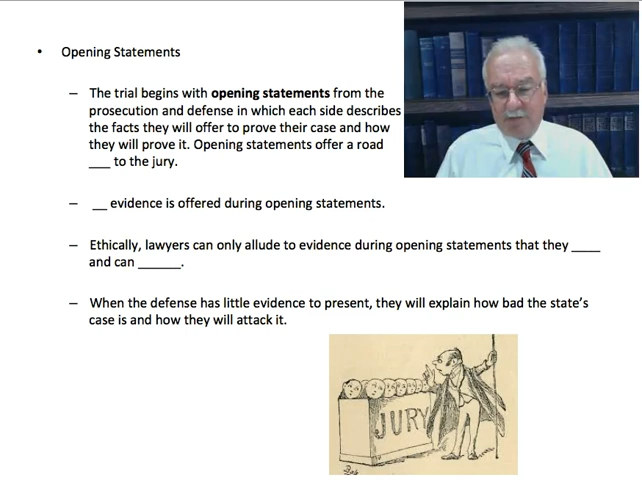 • Opening Statements
– The trial begins with opening statements from the
prosecution and defense in which each side describes
the facts they will offer to prove their case and how
they will prove it. Opening statements offer a road
___ to the jury.
– __ evidence is offered during opening statements.
– Ethically, lawyers can only allude to evidence during opening statements that they ____
and can ______.
– When the defense has little evidence to present, they will explain how bad the state's
case is and how they will attack it.
JURY